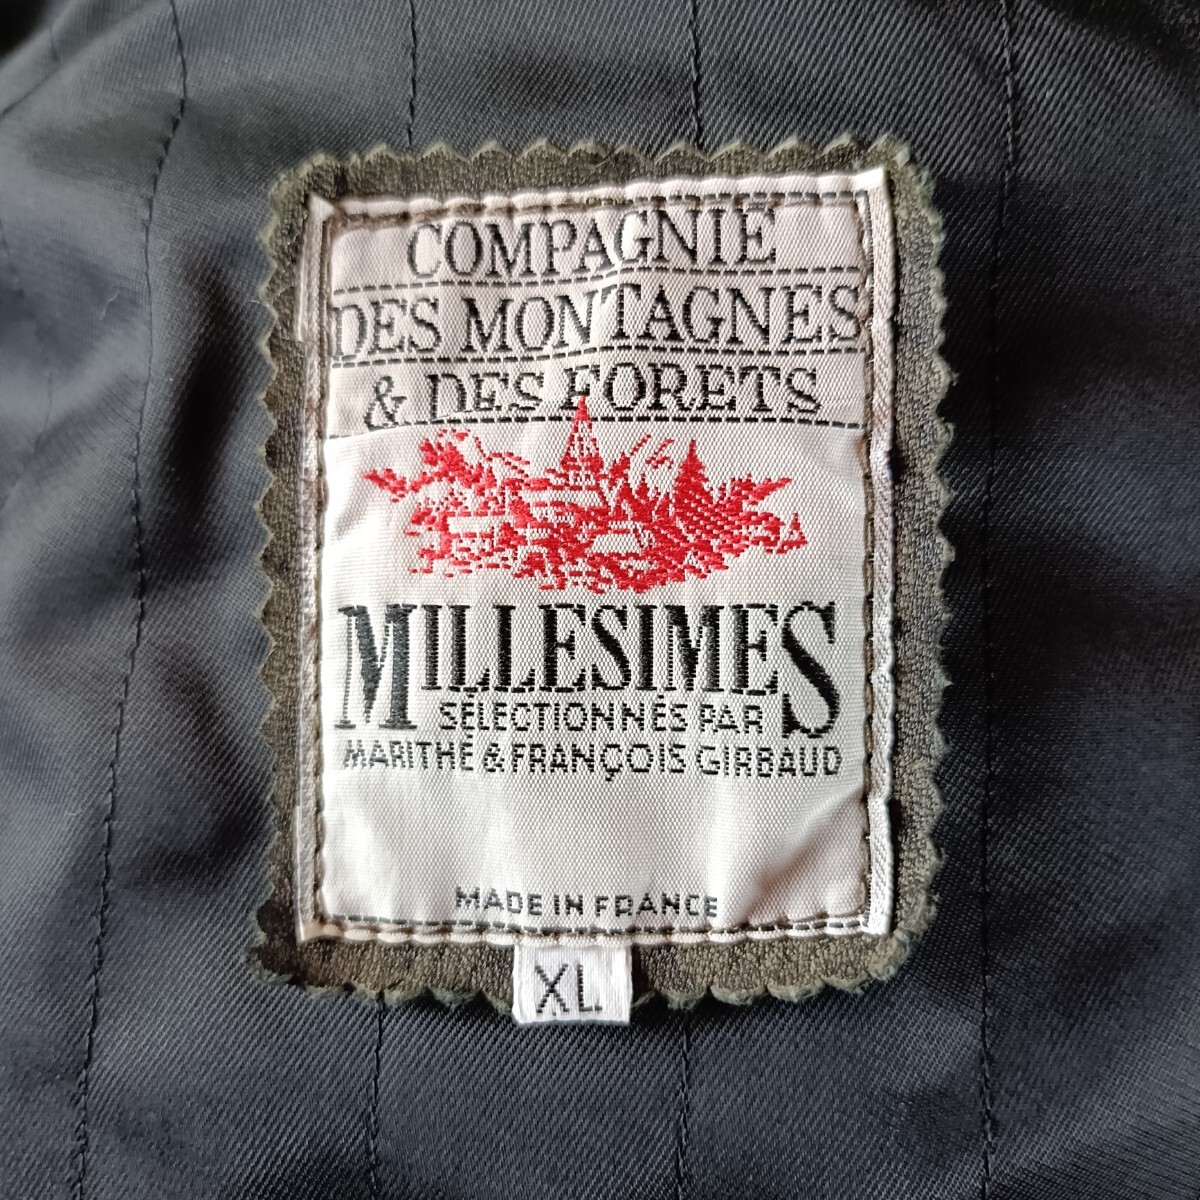 COMPAGNIE
DES MONTAGNES
& DES FORETS
MILLESIMES
SÉLECTIONNÉS PAR
MARITHÉ & FRANÇOIS GIRBAUD
MADE IN FRANCE
XL